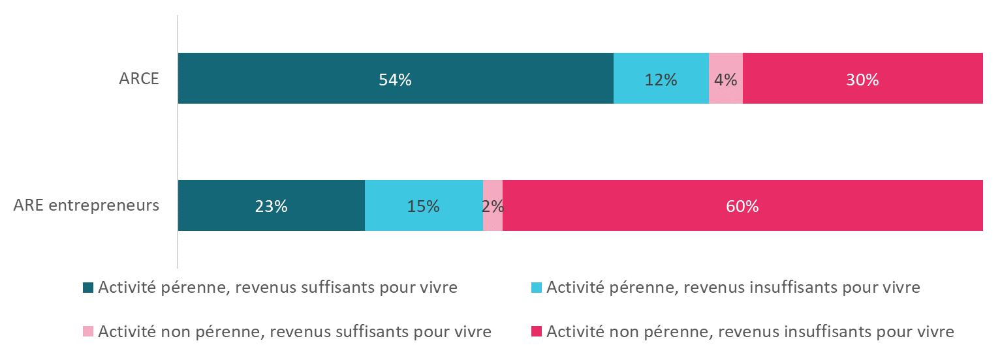 ARCE
54%
12%
4%
30%
ARE entrepreneurs
23%
15%
2%
60%
Activité pérenne, revenus suffisants pour vivre
Activité pérenne, revenus insuffisants pour vivre
Activité non pérenne, revenus suffisants pour vivre
Activité non pérenne, revenus insuffisants pour vivre